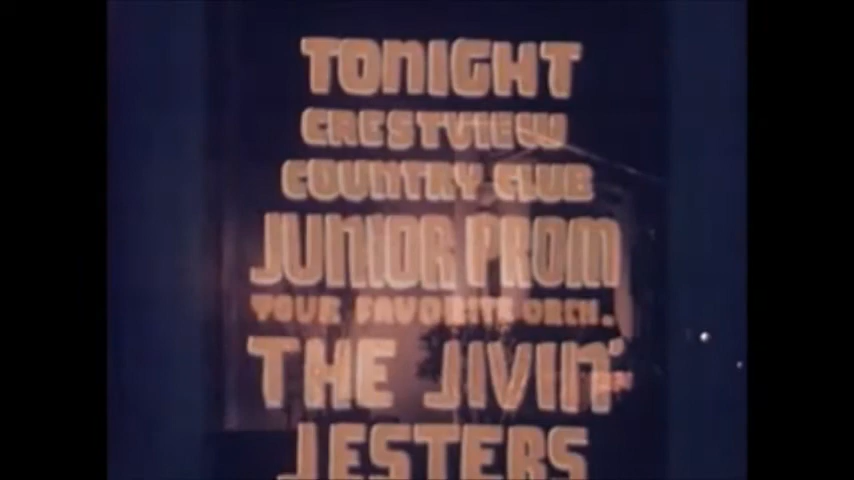 TONIGHT
CRESTVIEW
COUNTRY CLUB
JUNIOR PROM
YOUR FAVORITE ORCH.
THE JIVIN'
JESTERS